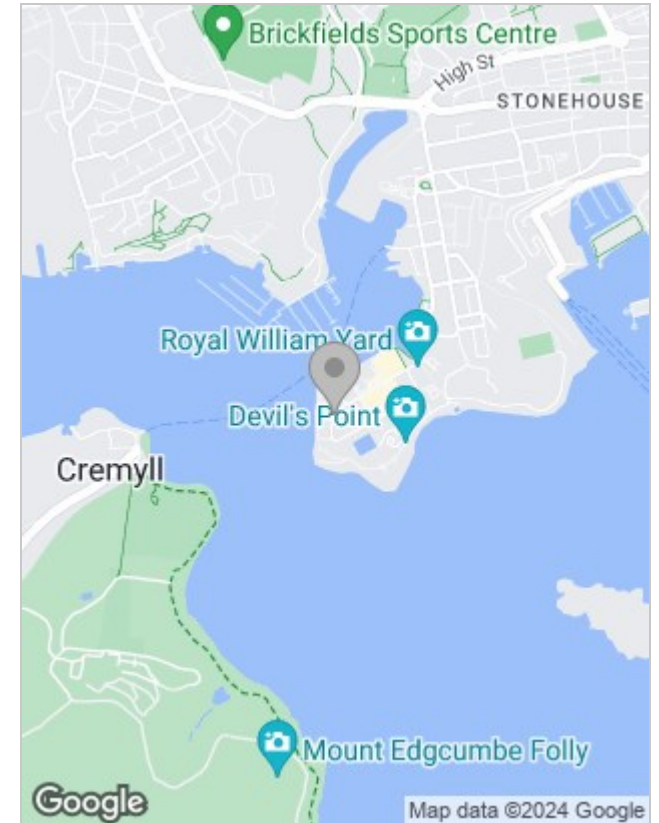 Brickfields Sports Centre
High St
STONEHOUSE
Royal William Yard
Devil's Point
Cremyll
Mount Edgcumbe Folly
Google
Map data ©2024 Google